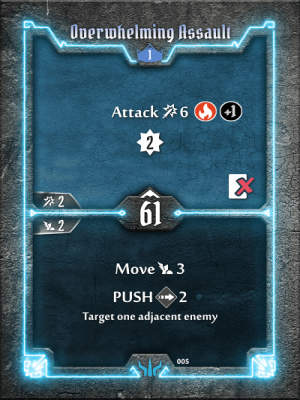 Overwhelming Assault
1
Attack 6 +1
2
2
61
2
Move 3
PUSH 2
Target one adjacent enemy
005